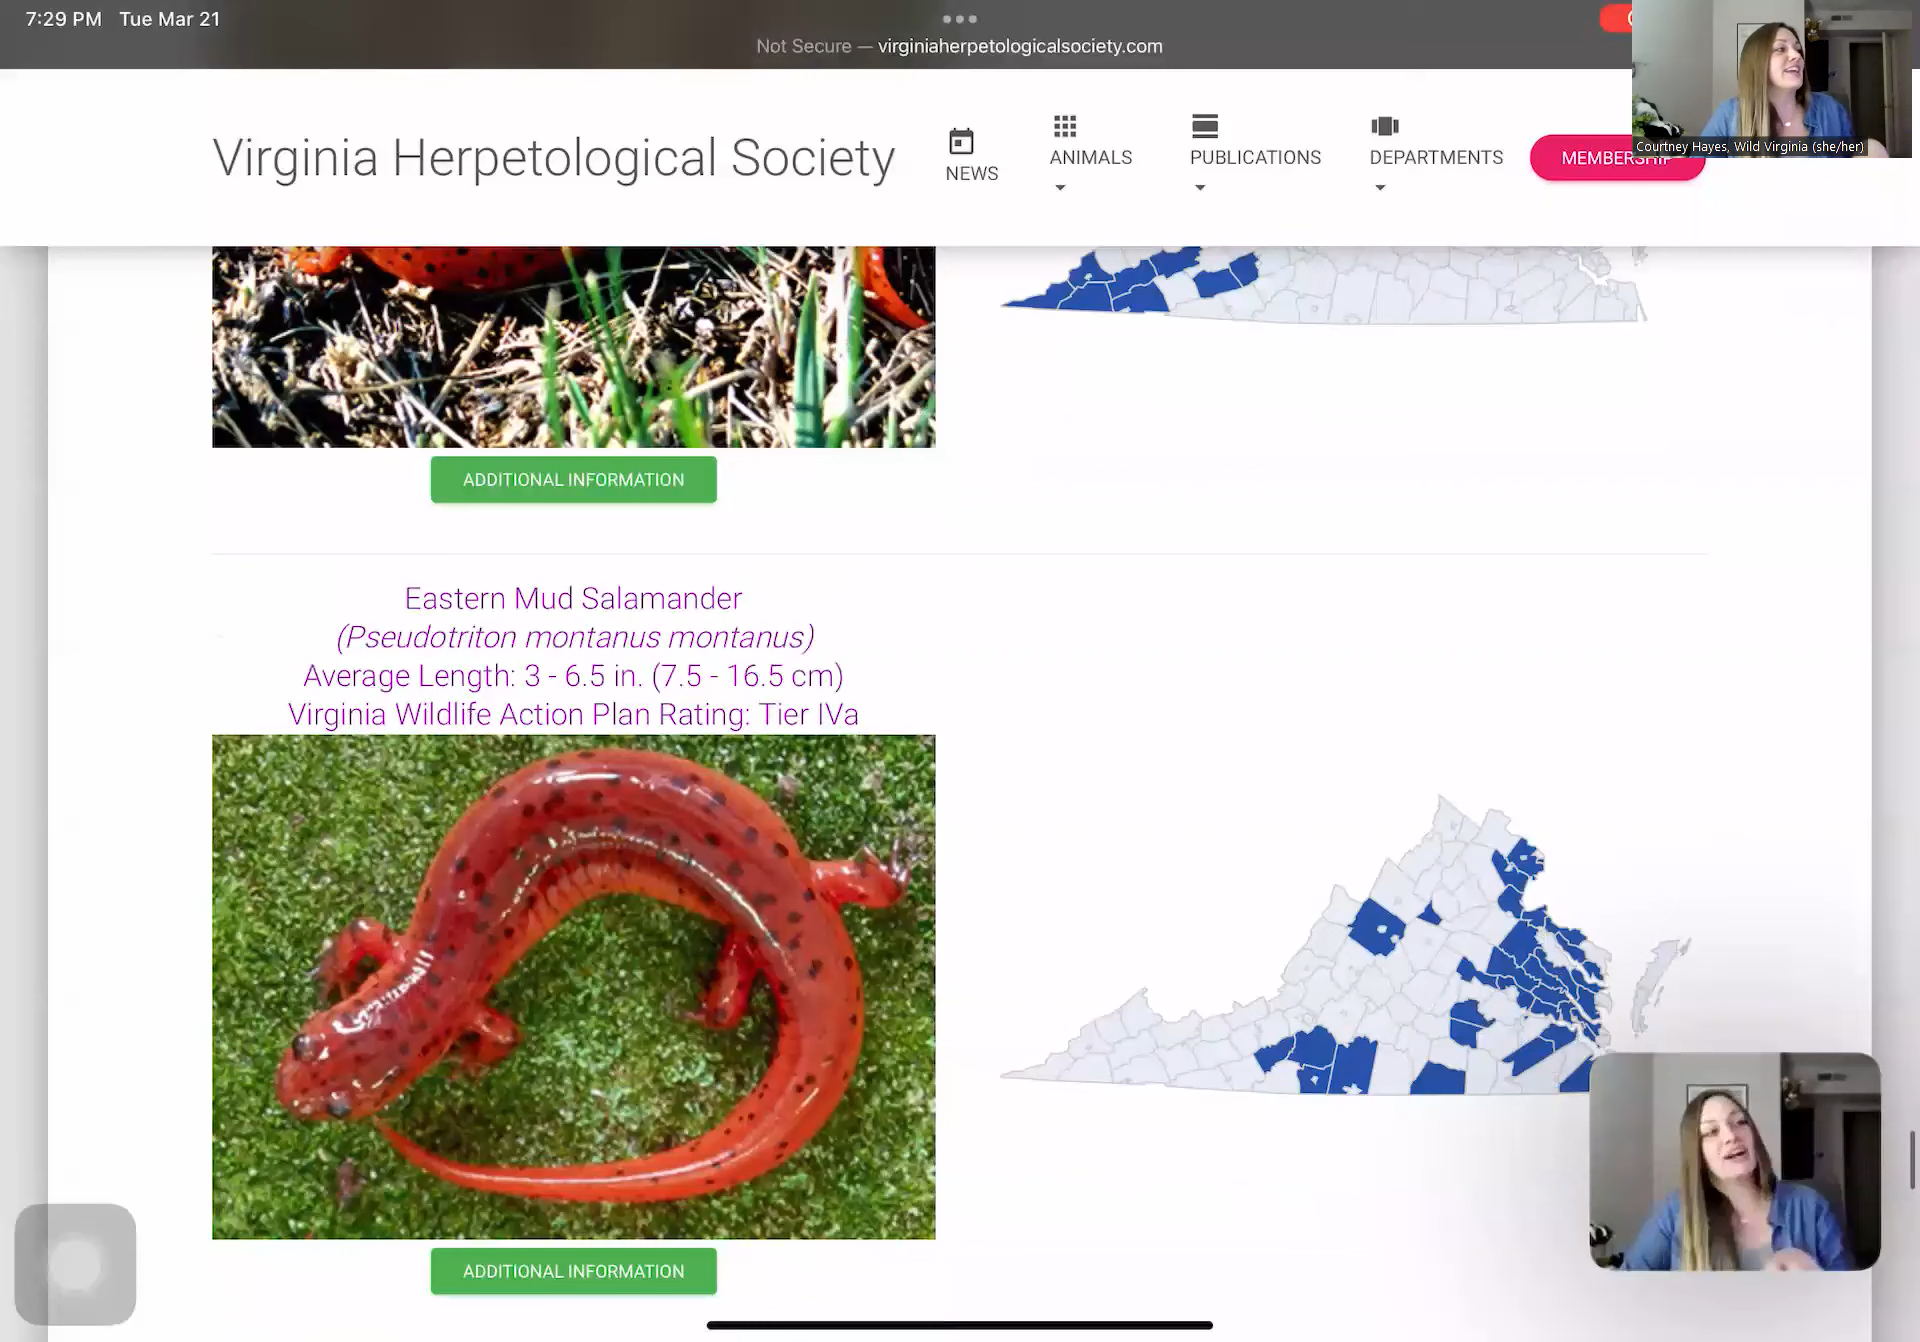 7:29 PM Tue Mar 21
Not Secure — virginiaherpetologicalsociety.com
Virginia Herpetological Society
NEWS
ANIMALS
PUBLICATIONS
DEPARTMENTS
MEMBERSHIP
Courtney Hayes, Wild Virginia (she/her)
ADDITIONAL INFORMATION
Eastern Mud Salamander
(Pseudotriton montanus montanus)
Average Length: 3 - 6.5 in. (7.5 - 16.5 cm)
Virginia Wildlife Action Plan Rating: Tier IVa
ADDITIONAL INFORMATION